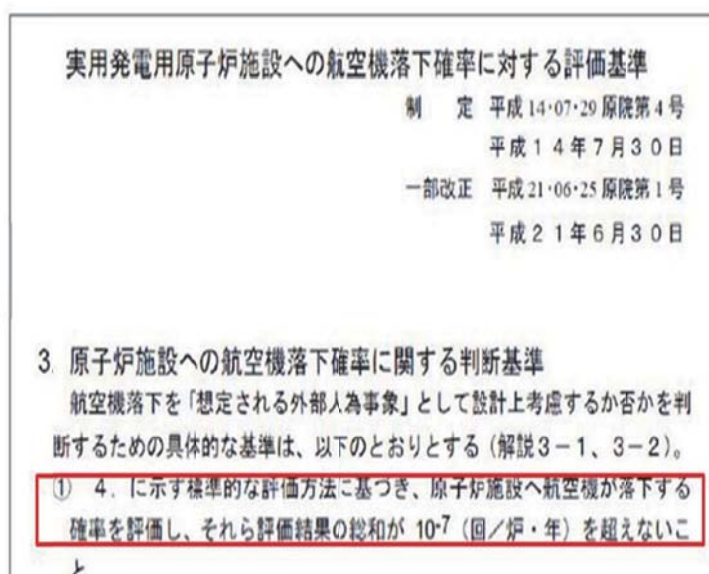 実用発電用原子炉施設への航空機落下確率に対する評価基準
制　定　平成14・07・29原院第4号
平成14年7月30日
一部改正　平成21・06・25原院第1号
平成21年6月30日
3. 原子炉施設への航空機落下確率に関する判断基準
航空機落下を「想定される外部人為事象」として設計上考慮するか否かを判
断するための具体的な基準は、以下のとおりとする（解説3－1、3－2）。
① 4．に示す標準的な評価方法に基づき、原子炉施設へ航空機が落下する
確率を評価し、それら評価結果の総和が 10-7（回／炉・年）を超えないこ
と